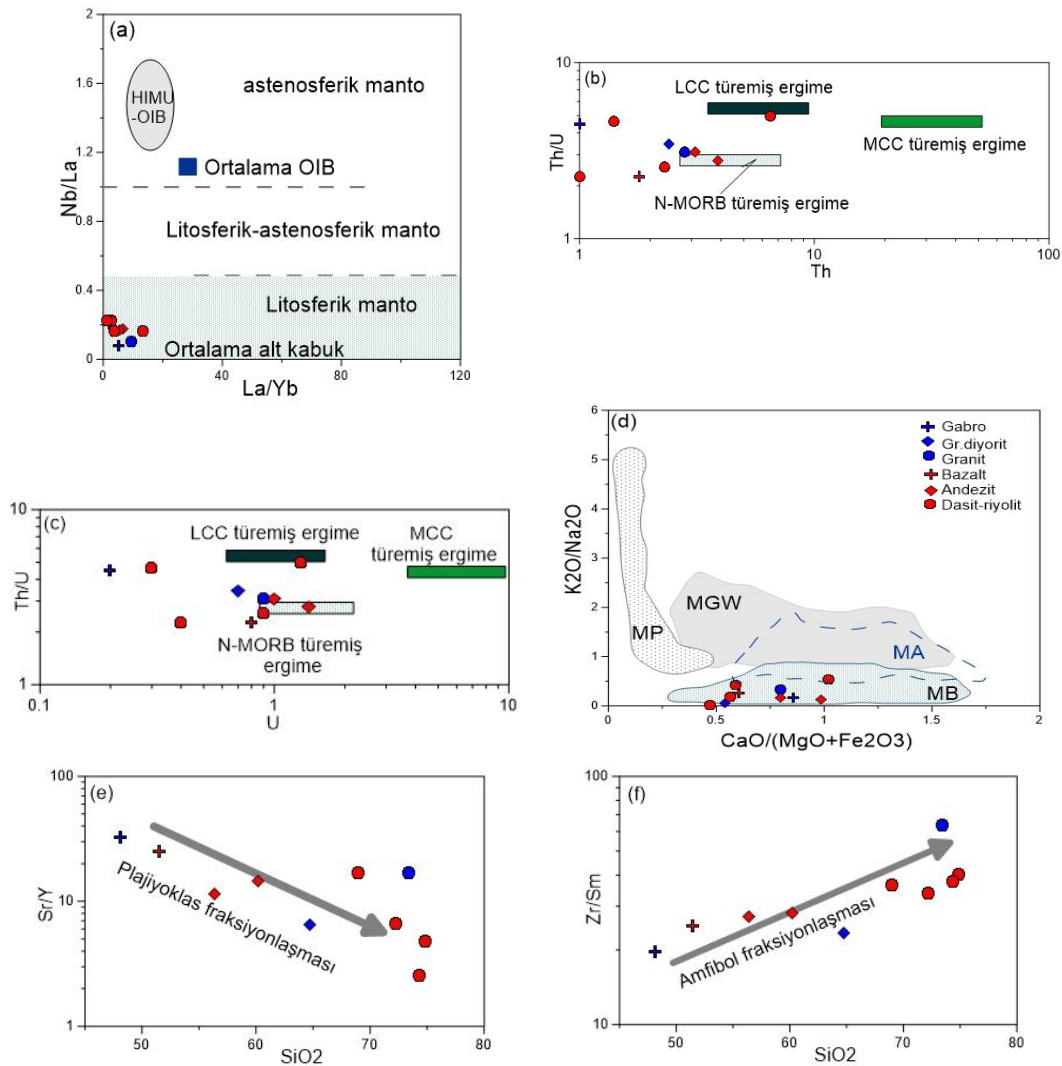 (a)
2
1.6
1.2
0.8
0.4
0
Nb/La
HIMU
-OIB
astenosferik manto
Ortalama OIB
Litosferik-astenosferik manto
Litosferik manto
Ortalama alt kabuk
0
40
80
120
La/Yb
(b)
10
1
Th/U
LCC türemiş ergime
MCC türemiş ergime
N-MORB türemiş ergime
1
10
100
Th
(c)
10
1
Th/U
LCC türemiş ergime
MCC
türemiş ergime
N-MORB türemiş
ergime
0.1
1
10
U
(d)
6
5
4
3
2
1
0
K2O/Na2O
Gabro
Gr.diyorit
Granit
Bazalt
Andezit
Dasit-riyolit
MP
MGW
MA
MB
0
0.5
1
1.5
2
CaO/(MgO+Fe2O3)
(e)
100
10
1
Sr/Y
Plajiyoklas fraksiyonlaşması
50
60
70
80
SiO2
(f)
100
10
Zr/Sm
Amfibol fraksiyonlaşması
50
60
70
80
SiO2